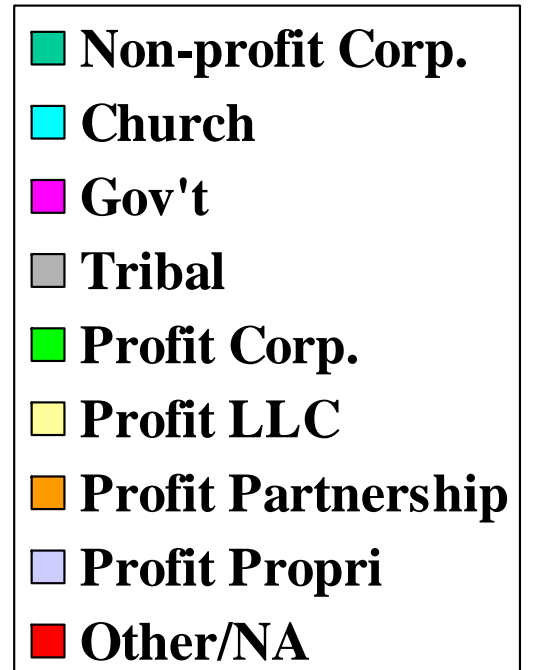 Non-profit Corp.
Church
Gov't
Tribal
Profit Corp.
Profit LLC
Profit Partnership
Profit Propri
Other/NA